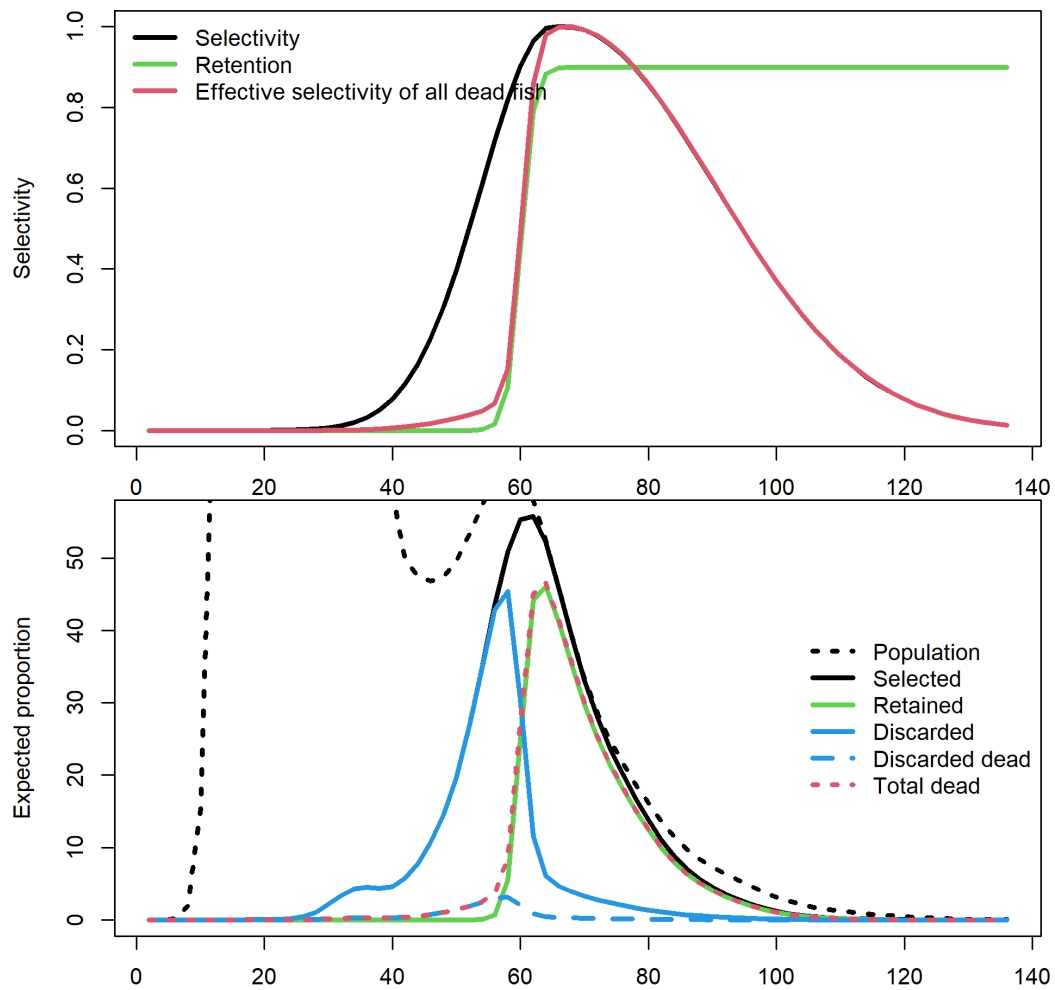 Selectivity
Retention
Effective selectivity of all dead fish
Selectivity
0.0
0.2
0.4
0.6
0.8
1.0
0 20 40 60 80 100 120 140
Population
Selected
Retained
Discarded
Discarded dead
Total dead
Expected proportion
0
10
20
30
40
50
0 20 40 60 80 100 120 140